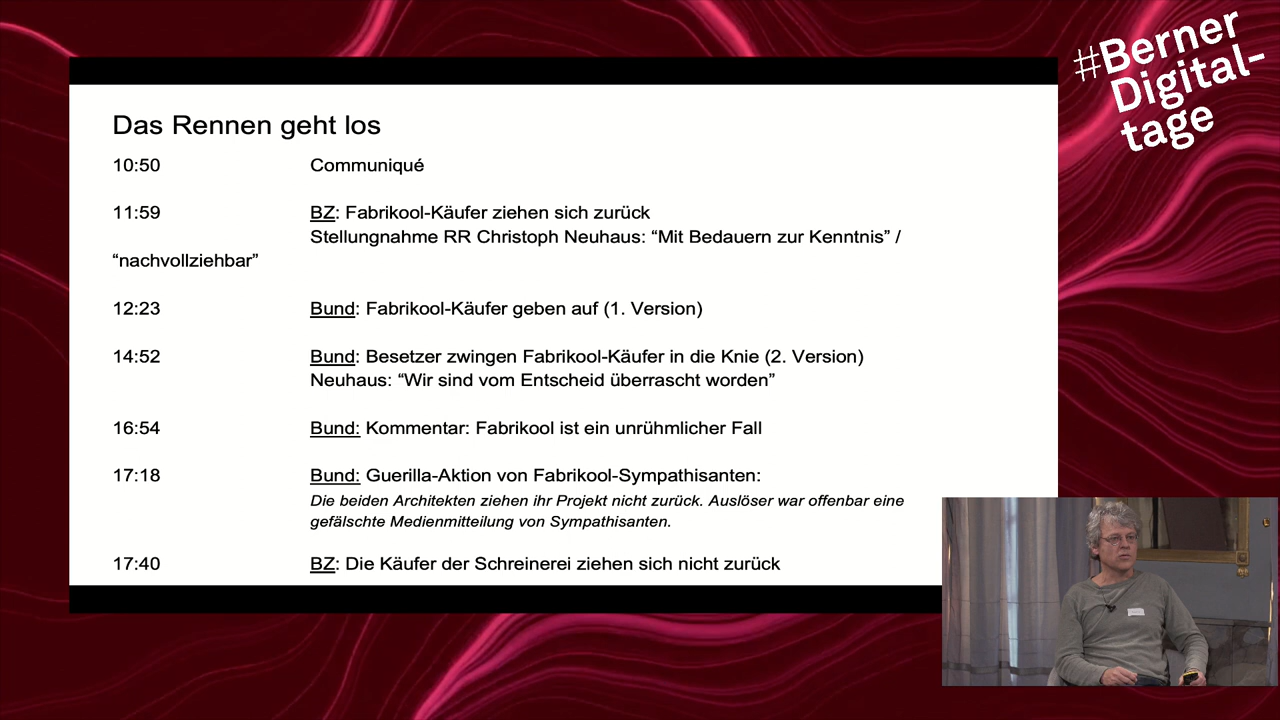 #Berner
Digital-
tage
Das Rennen geht los
10:50 Communiqué
11:59 BZ: Fabrikool-Käufer ziehen sich zurück
Stellungnahme RR Christoph Neuhaus: “Mit Bedauern zur Kenntnis” /
“nachvollziehbar”
12:23 Bund: Fabrikool-Käufer geben auf (1. Version)
14:52 Bund: Besetzer zwingen Fabrikool-Käufer in die Knie (2. Version)
Neuhaus: “Wir sind vom Entscheid überrascht worden”
16:54 Bund: Kommentar: Fabrikool ist ein unrühmlicher Fall
17:18 Bund: Guerilla-Aktion von Fabrikool-Sympathisanten:
Die beiden Architekten ziehen ihr Projekt nicht zurück. Auslöser war offenbar eine
gefälschte Medienmitteilung von Sympathisanten.
17:40 BZ: Die Käufer der Schreinerei ziehen sich nicht zurück